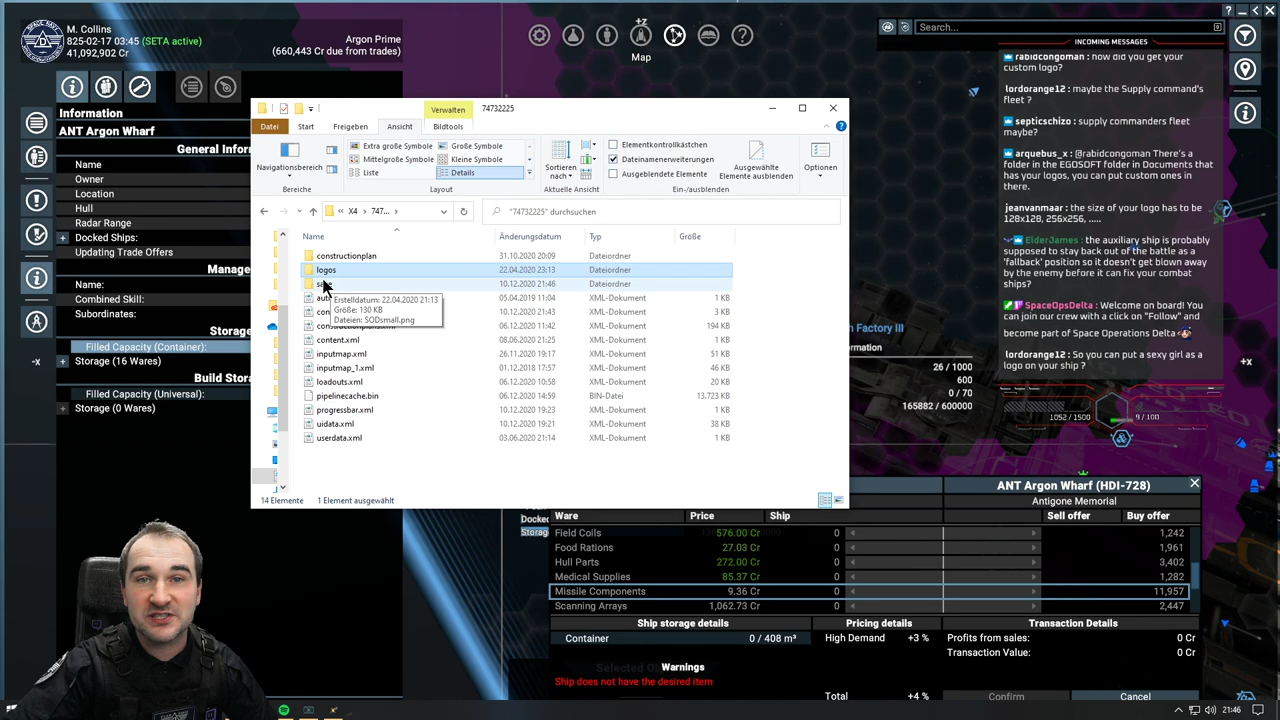 M. Collins
825-02-17 03:45 (SETA active)
41,092,902 Cr
Argon Prime
(660,443 Cr due from trades)
+Z
Map
Search...
INCOMING MESSAGES
rabidcongoman : how did you get your
custom logo?
lordorange12 : maybe the Supply command's
fleet ?
septicschizo : supply commanders fleet
maybe?
arquebus_x : @rabidcongoman There's a
folder in the EGOSOFT folder in Documents
that has your logos, you can put custom ones in
there.
jeanvanmaar : the size of your logo has to be
128x128, 256x256, .....
ElderJames : the auxiliary ship is probably
supposed to stay out of the battle as a
'fallback' position so it doesn't get blown away
by the enemy before it can fix your combat
ships?
SpaceOpsDelta : Welcome on board! You
can join our crew with a click on "Follow" and
become part of Space Operations Delta
lordorange12 : So you can put a sexy girl as a
logo on your ship ?
Information
ANT Argon Wharf
General Infor
Name
Owner
Location
Hull
Radar Range
+ Docked Ships:
Updating Trade Offers
Manage
Name:
Combined Skill:
Subordinates:
Storag
Filled Capacity (Container):
+ Storage (16 Wares)
Build Stora
Filled Capacity (Universal):
+ Storage (0 Wares)
-X
+X
Verwalten
74732225
Datei
Start
Freigeben
Ansicht
Bildtools
Navigationsbereich
Bereiche
Extra große Symbole
Große Symbole
Mittelgroße Symbole
Kleine Symbole
Liste
Details
Layout
Sortieren
nach
Aktuelle Ansicht
Elementkontrollkästchen
Dateinamenerweiterungen
Ausgeblendete Elemente
Ausgewählte
Elemente ausblenden
Ein-/ausblenden
Optionen
« X4 › 747... ›
"74732225" durchsuchen
Name
Änderungsdatum
Typ
Größe
constructionplan 31.10.2020 20:09 Dateiordner
logos 22.04.2020 23:13 Dateiordner
save 10.12.2020 21:46 Dateiordner
05.04.2019 11:04 XML-Dokument 1 KB
10.12.2020 21:43 XML-Dokument 3 KB
06.12.2020 11:42 XML-Dokument 194 KB
content.xml 08.06.2020 21:25 XML-Dokument 1 KB
inputmap.xml 26.11.2020 19:17 XML-Dokument 51 KB
inputmap_1.xml 01.12.2018 17:57 XML-Dokument 46 KB
loadouts.xml 06.12.2020 10:58 XML-Dokument 20 KB
pipelinecache.bin 06.12.2020 14:59 BIN-Datei 13.723 KB
progressbar.xml 10.12.2020 19:23 XML-Dokument 1 KB
uidata.xml 10.12.2020 19:21 XML-Dokument 38 KB
userdata.xml 03.06.2020 21:14 XML-Dokument 1 KB
Erstelldatum: 22.04.2020 21:13
Größe: 130 KB
Dateien: SODsmall.png
14 Elemente
1 Element ausgewählt
Factory III
formation
26 / 1000
600
0 / 70
165882 / 600000
1052 / 1500
9 / 100
Docked
Storag
ANT Argon Wharf (HDI-728)
Antigone Memorial
Ware
Price
Ship
Sell offer
Buy offer
Field Coils 576.00 Cr 0 1,242
Food Rations 27.03 Cr 0 1,961
Hull Parts 272.00 Cr 0 3,402
Medical Supplies 85.37 Cr 0 1,282
Missile Components 9.36 Cr 0 11,957
Scanning Arrays 1,062.73 Cr 0 2,447
Ship storage details
Pricing details
Transaction Details
Container 0 / 408 m³
High Demand +3 %
Profits from sales: 0 Cr
Transaction Value: 0 Cr
Warnings
Ship does not have the desired item
Total +4 %
Confirm
Cancel
21:46